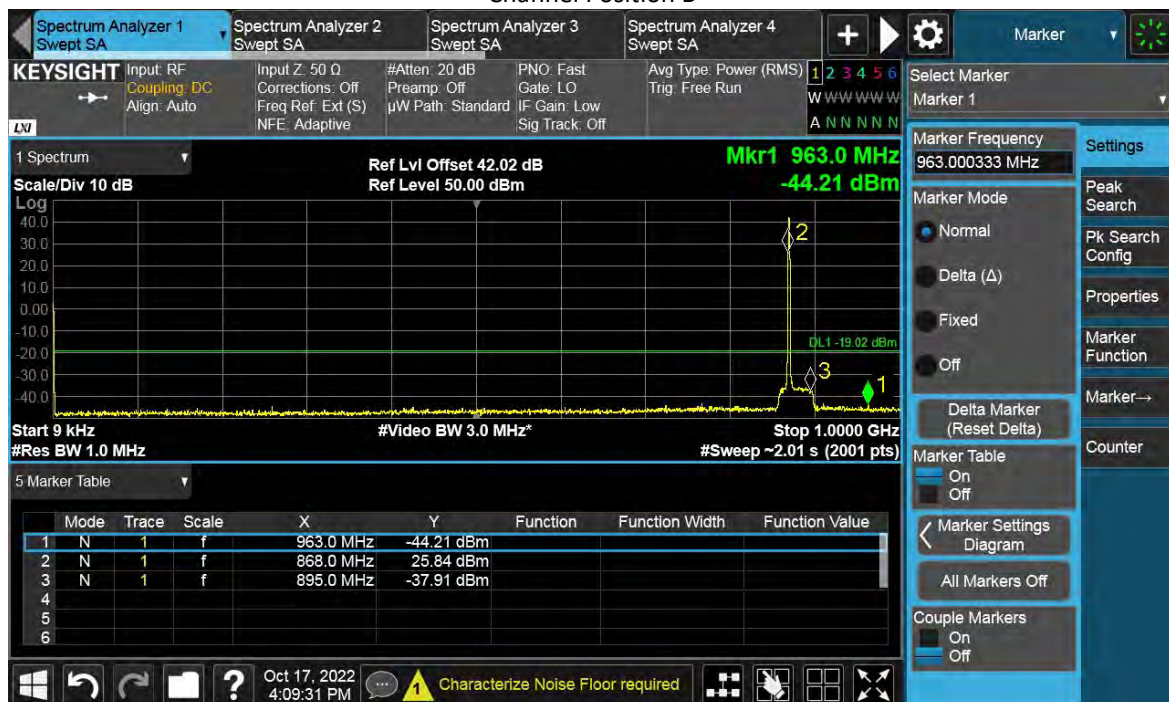 Channel Position B
Spectrum Analyzer 1
Swept SA
Spectrum Analyzer 2
Swept SA
Spectrum Analyzer 3
Swept SA
Spectrum Analyzer 4
Swept SA
Marker
KEYSIGHT
Input: RF
Coupling: DC
Align: Auto
Input Z: 50 Ω
Corrections: Off
Freq Ref: Ext (S)
NFE: Adaptive
#Atten: 20 dB
Preamp: Off
µW Path: Standard
PNO: Fast
Gate: LO
IF Gain: Low
Sig Track: Off
Avg Type: Power (RMS)
Trig: Free Run
1 2 3 4 5 6
W W W W W W
A N N N N N
LXI
Select Marker
Marker 1
1 Spectrum
Scale/Div 10 dB
Ref Lvl Offset 42.02 dB
Ref Level 50.00 dBm
Mkr1 963.0 MHz
-44.21 dBm
Log
40.0
30.0
20.0
10.0
0.00
-10.0
-20.0
-30.0
-40.0
2
DL1 -19.02 dBm
3
1
Start 9 kHz
#Res BW 1.0 MHz
#Video BW 3.0 MHz*
Stop 1.0000 GHz
#Sweep ~2.01 s (2001 pts)
Marker Frequency
963.000333 MHz
Marker Mode
Normal
Delta (Δ)
Fixed
Off
Delta Marker
(Reset Delta)
Marker Table
On
Off
Marker Settings
Diagram
All Markers Off
Couple Markers
On
Off
Settings
Peak
Search
Pk Search
Config
Properties
Marker
Function
Marker→
Counter
5 Marker Table
Mode Trace Scale X Y Function Function Width Function Value
1 N 1 f 963.0 MHz -44.21 dBm
2 N 1 f 868.0 MHz 25.84 dBm
3 N 1 f 895.0 MHz -37.91 dBm
4
5
6
Oct 17, 2022
4:09:31 PM
1
Characterize Noise Floor required